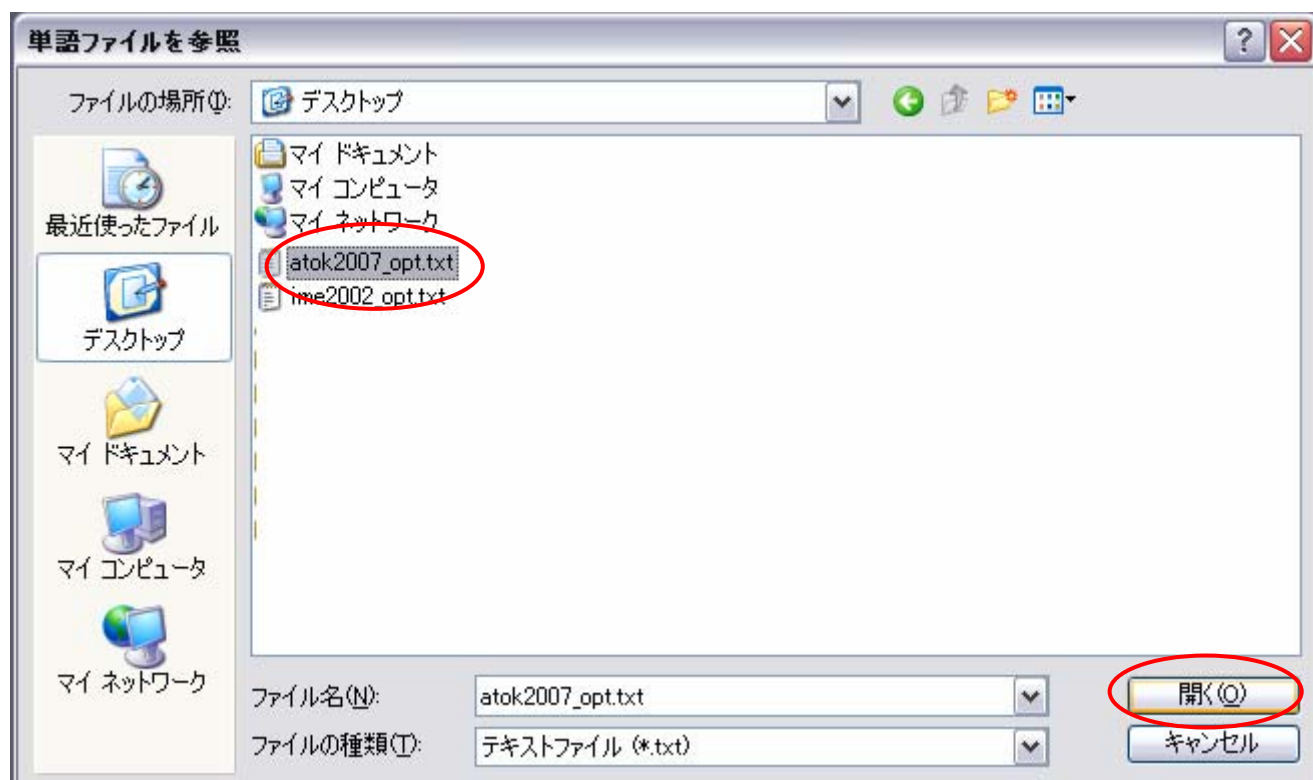 単語ファイルを参照
ファイルの場所(I):
デスクトップ
最近使ったファイル
デスクトップ
マイ ドキュメント
マイ コンピュータ
マイ ネットワーク
マイ ドキュメント
マイ コンピュータ
マイ ネットワーク
atok2007_opt.txt
ime2002_opt.txt
ファイル名(N):
atok2007_opt.txt
開く(O)
ファイルの種類(T):
テキストファイル (*.txt)
キャンセル